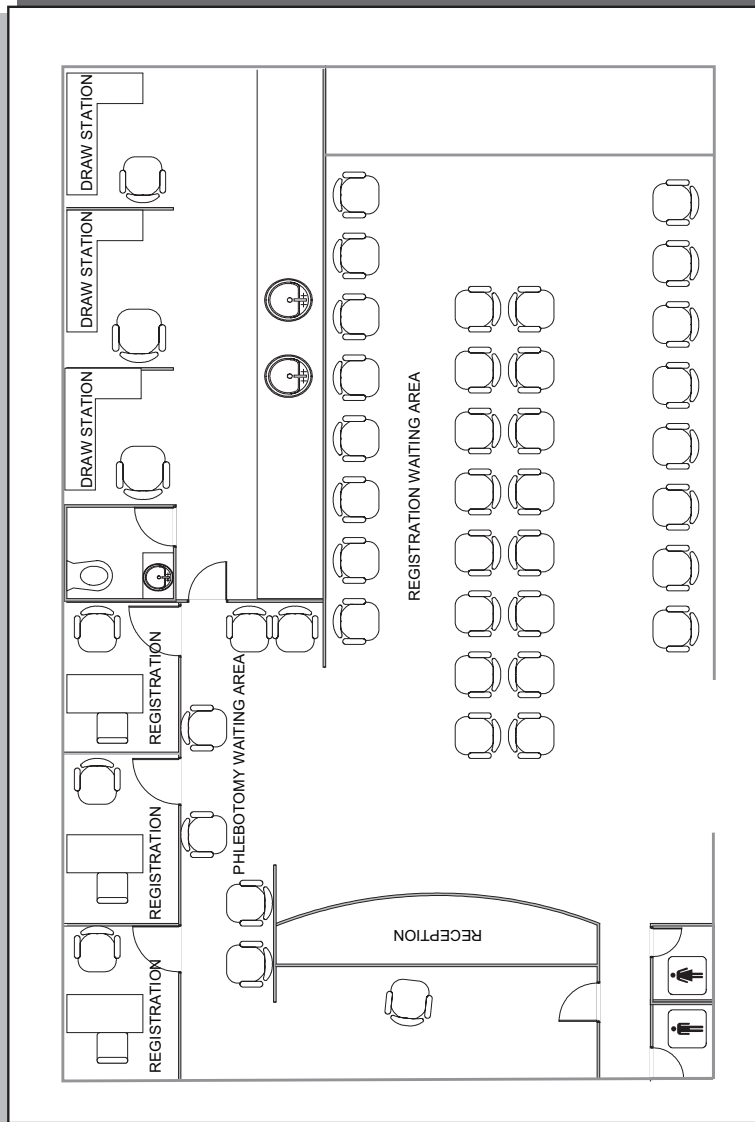 DRAW STATION
DRAW STATION
DRAW STATION
REGISTRATION WAITING AREA
REGISTRATION
PHLEBOTOMY WAITING AREA
REGISTRATION
RECEPTION
REGISTRATION